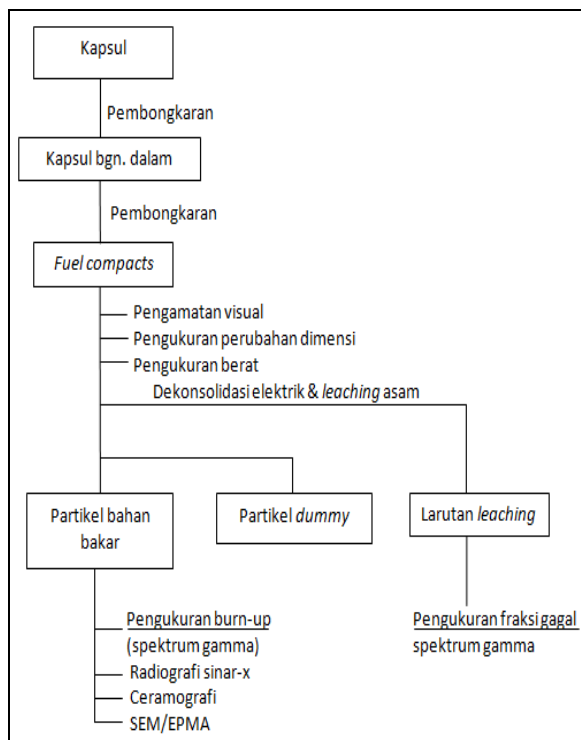 Kapsul
Pembongkaran
Kapsul bgn. dalam
Pembongkaran
Fuel compacts
Pengamatan visual
Pengukuran perubahan dimensi
Pengukuran berat
Dekonsolidasi elektrik & leaching asam
Partikel bahan
bakar
Partikel dummy
Larutan leaching
Pengukuran burn-up
(spektrum gamma)
Radiografi sinar-x
Ceramografi
SEM/EPMA
Pengukuran fraksi gagal
spektrum gamma